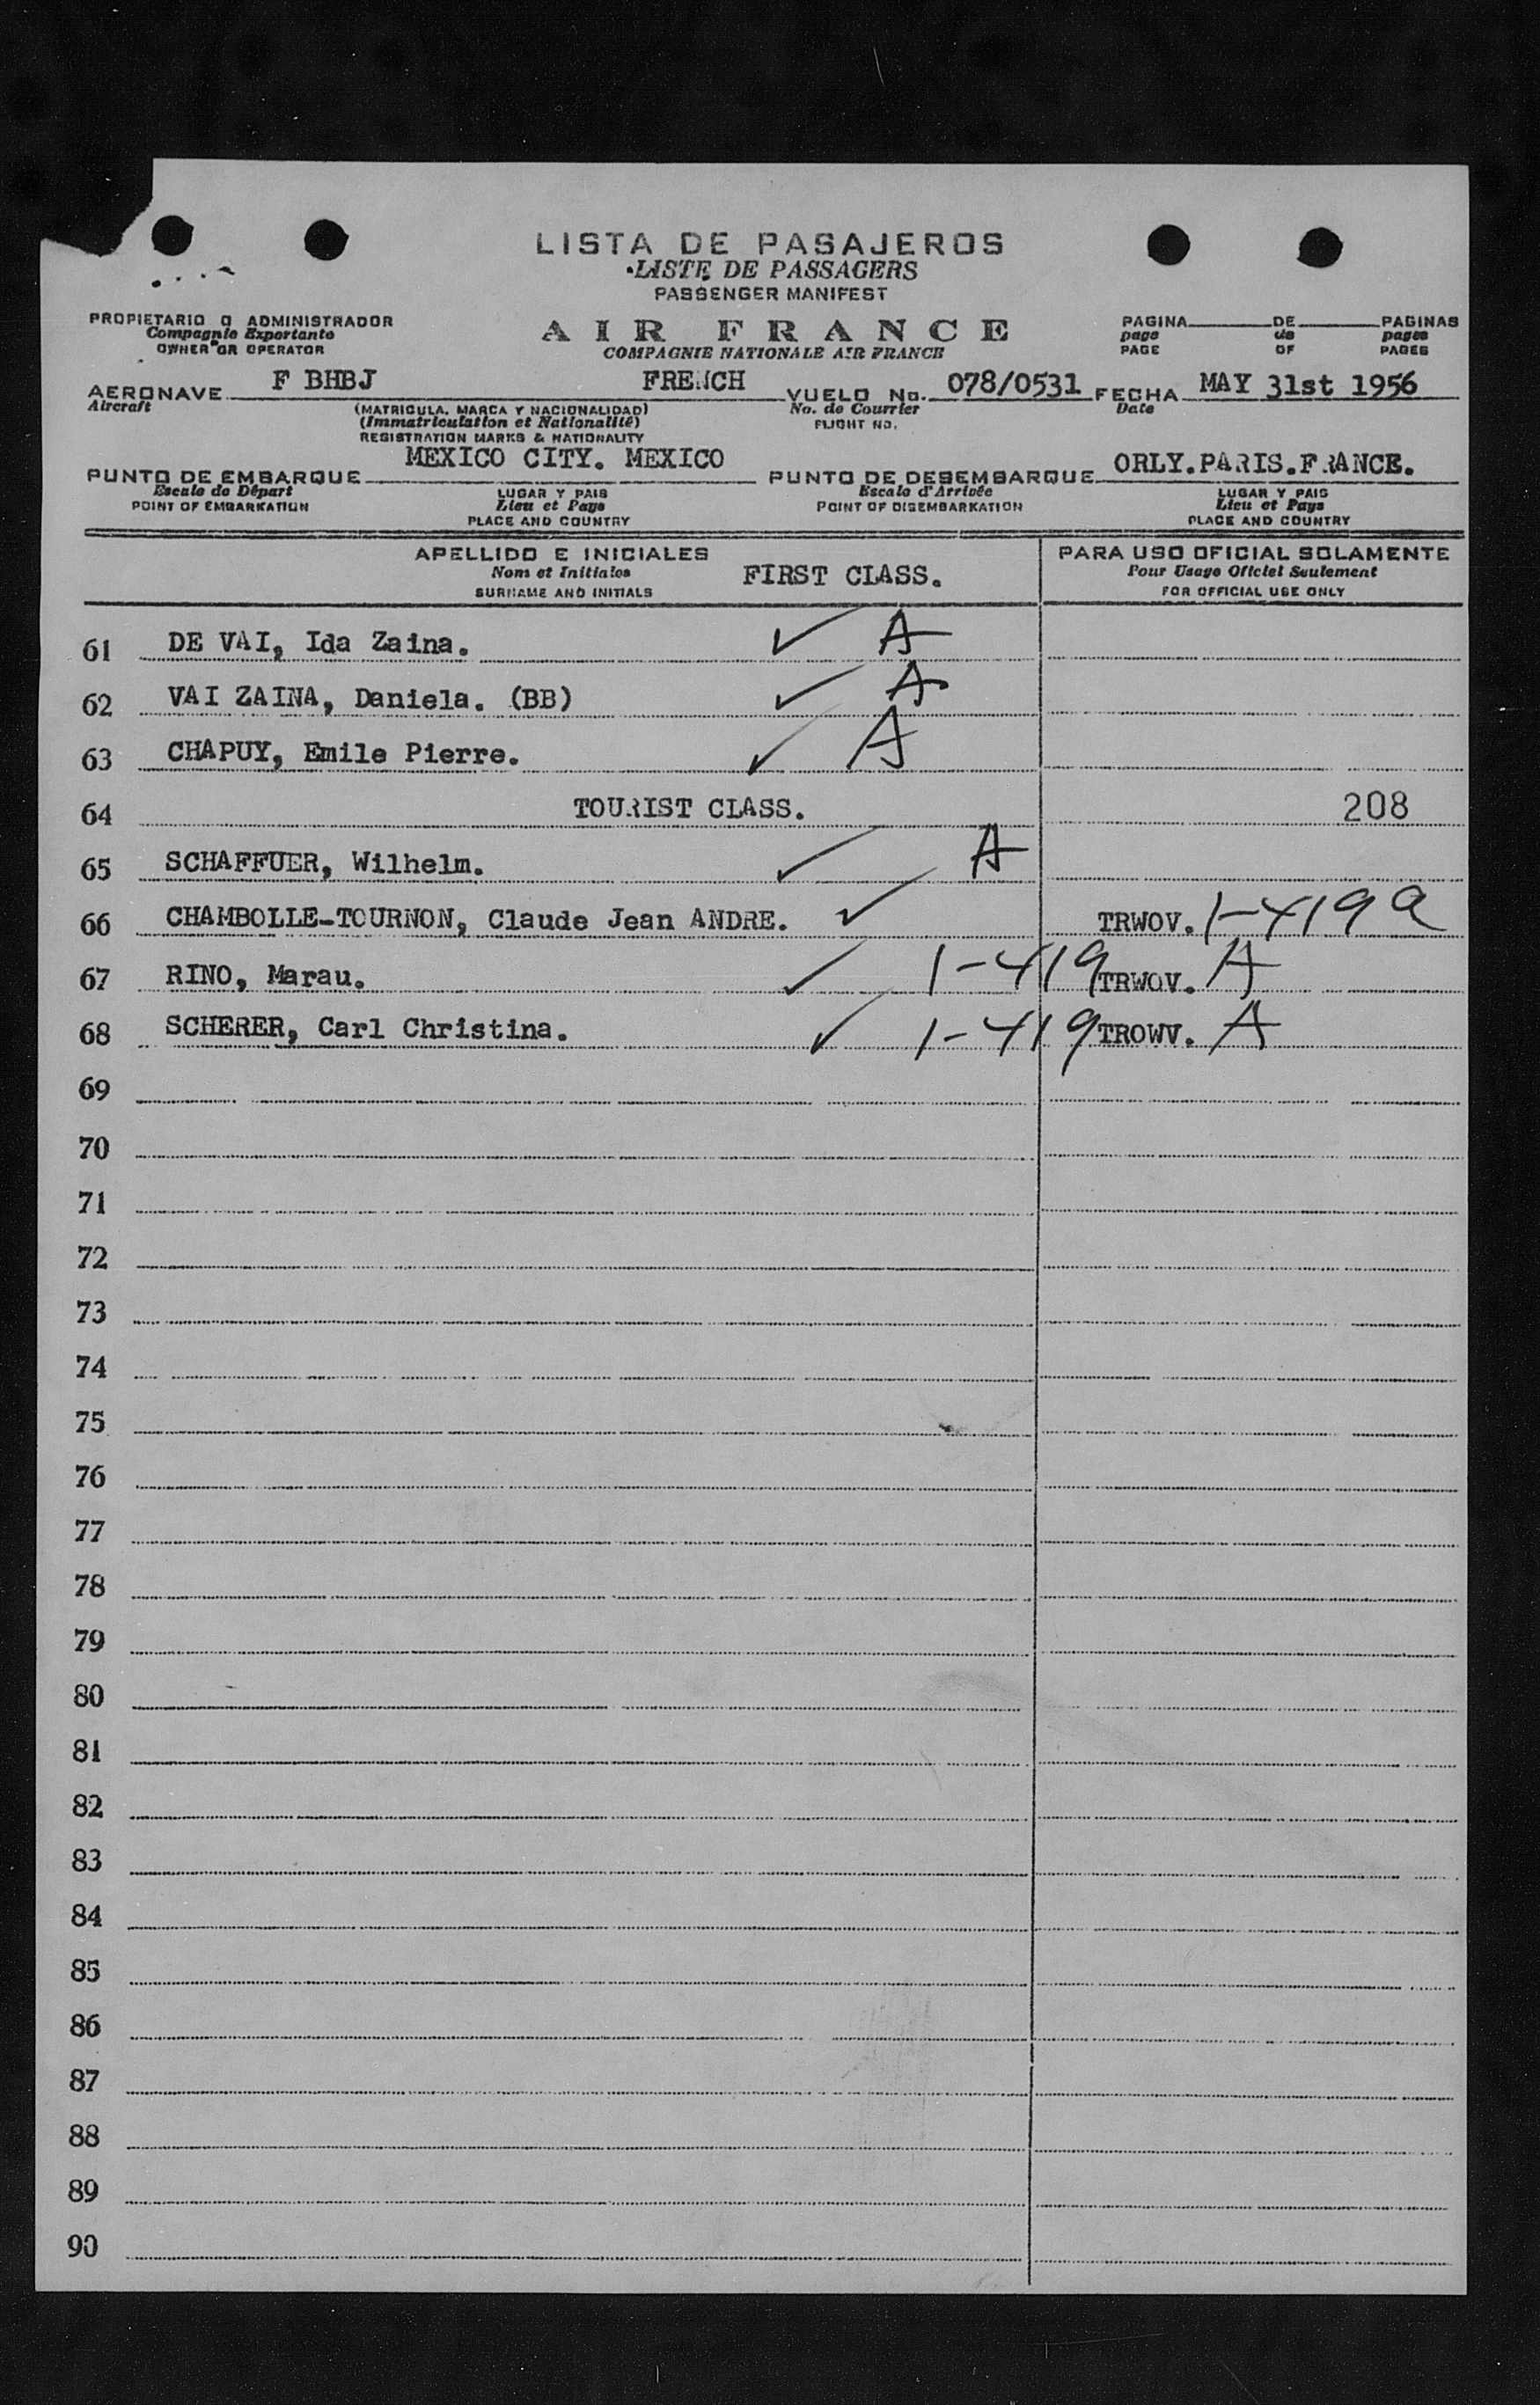 LISTA DE PASAJEROS
LISTE DE PASSAGERS
PASSENGER MANIFEST
PROPIETARIO O ADMINISTRADOR
Compagnie Exportante
OWNER OR OPERATOR
AIR FRANCE
COMPAGNIE NATIONALE AIR FRANCE
PAGINA DE PAGINAS
page de pages
PAGE OF PAGES
AERONAVE F BHBJ FRENCH VUELO No. 078/0531 FECHA MAY 31st 1956
Aircraft (MATRICULA, MARCA Y NACIONALIDAD) No. de Courrier Date
(Immatriculation et Nationalité) FLIGHT NO.
REGISTRATION MARKS & NATIONALITY
PUNTO DE EMBARQUE MEXICO CITY. MEXICO PUNTO DE DESEMBARQUE ORLY.PARIS.FRANCE.
Escale de Départ LUGAR Y PAIS Escale d'Arrivée LUGAR Y PAIS
POINT OF EMBARKATION Lieu et Pays POINT OF DISEMBARKATION Lieu et Pays
PLACE AND COUNTRY PLACE AND COUNTRY
APELLIDO E INICIALES PARA USO OFICIAL SOLAMENTE
Nom et Initiales FIRST CLASS. Pour Usage Officiel Seulement
SURNAME AND INITIALS FOR OFFICIAL USE ONLY
61 DE VAI, Ida Zaina. ✓ A
62 VAI ZAINA, Daniela. (BB) ✓ A
63 CHAPUY, Emile Pierre. ✓ A
64 TOURIST CLASS. 208
65 SCHAFFUER, Wilhelm. ✓ A
66 CHAMBOLLE-TOURNON, Claude Jean ANDRE. ✓ TRWOV. 1-419 a
67 RINO, Marau. ✓ 1-419 TRWOV. A
68 SCHERER, Carl Christina. ✓ 1-419 TROWV. A
69
70
71
72
73
74
75
76
77
78
79
80
81
82
83
84
85
86
87
88
89
90